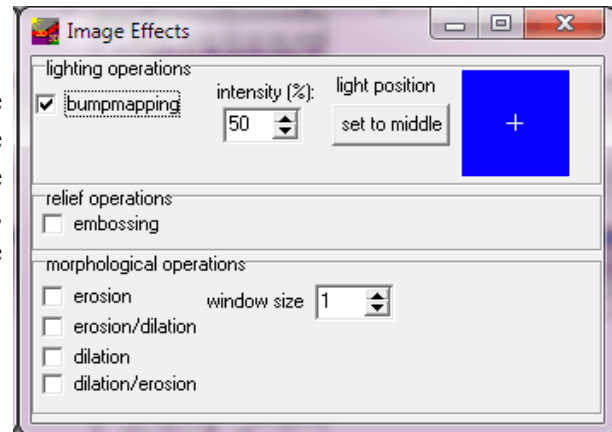 Image Effects
lighting operations
bumpmapping
intensity (%):
light position
50
set to middle
relief operations
embossing
morphological operations
erosion
window size
1
erosion/dilation
dilation
dilation/erosion